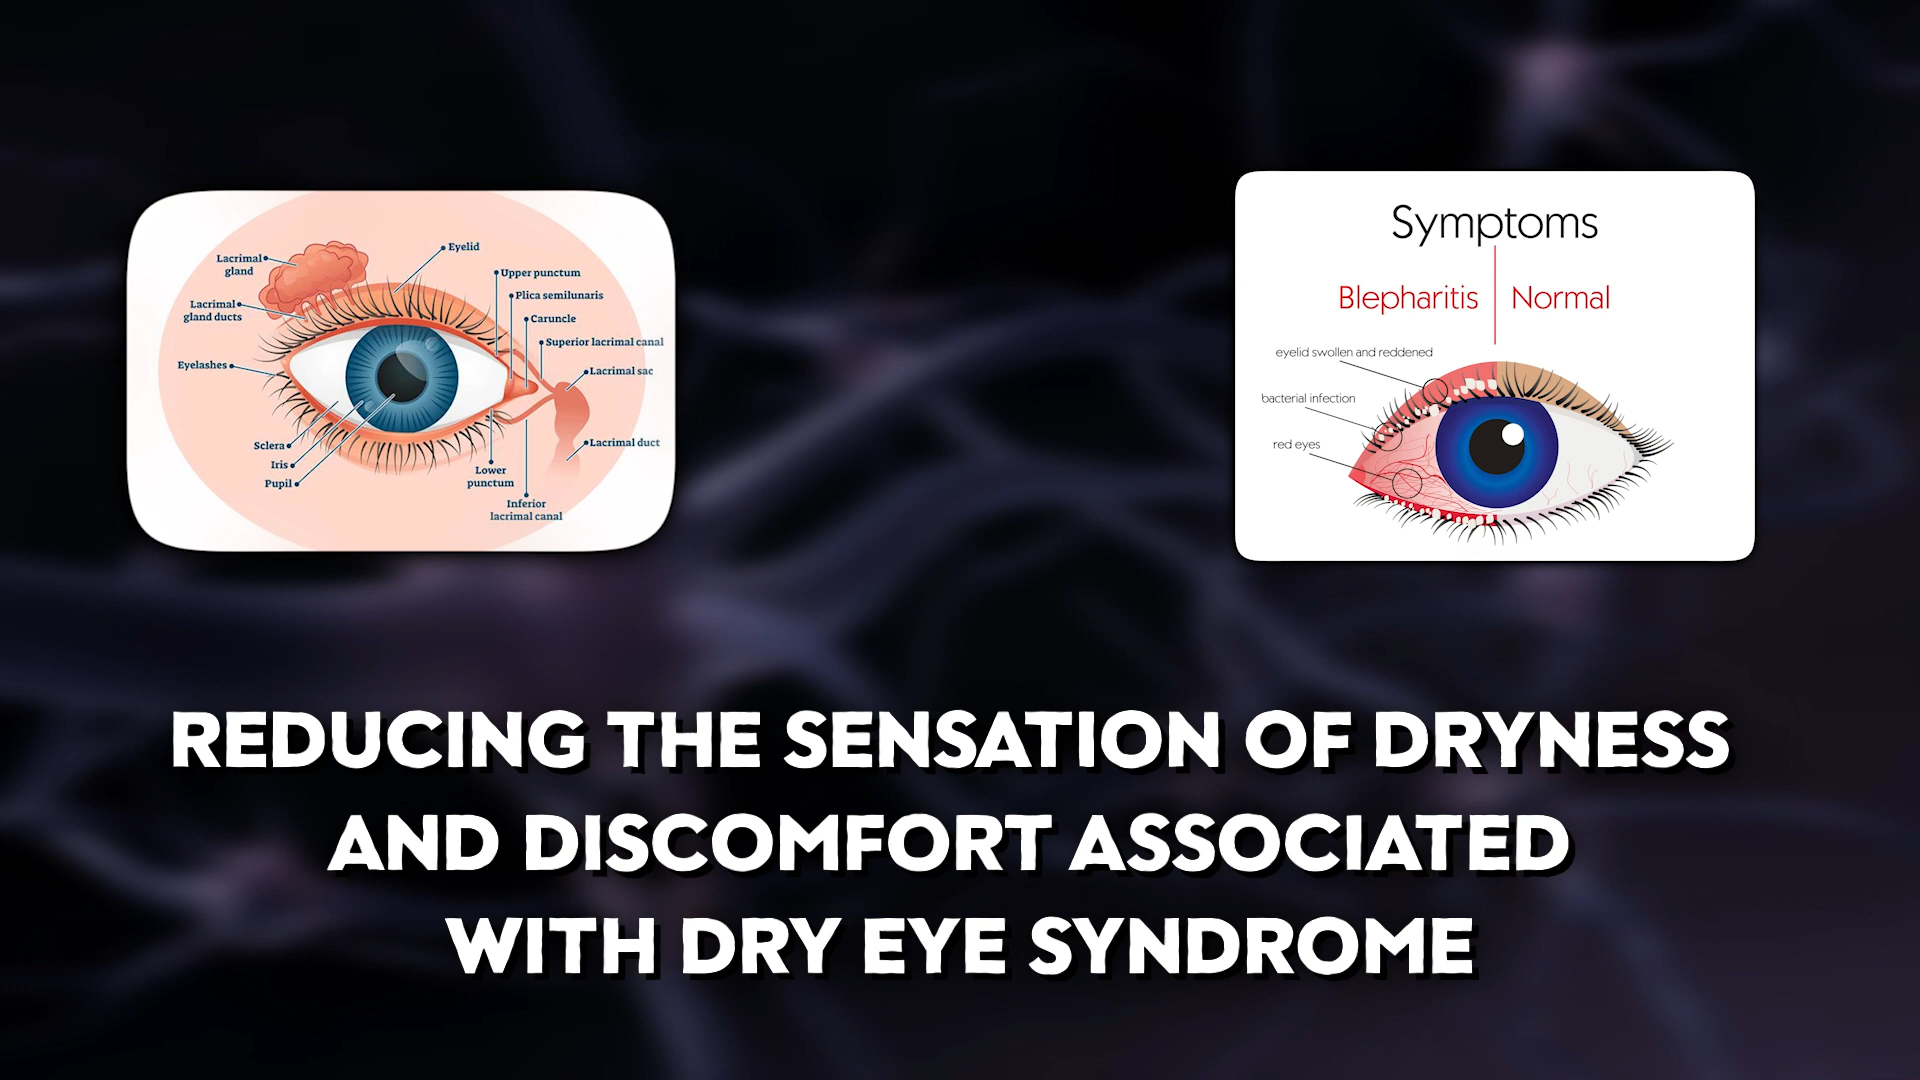 Lacrimal
gland
Lacrimal
gland ducts
Eyelashes
Sclera
Iris
Pupil
Eyelid
Upper punctum
Plica semilunaris
Caruncle
Superior lacrimal canal
Lacrimal sac
Lacrimal duct
Lower
punctum
Inferior
lacrimal canal
Symptoms
Blepharitis
Normal
eyelid swollen and reddened
bacterial infection
red eyes
REDUCING THE SENSATION OF DRYNESS
AND DISCOMFORT ASSOCIATED
WITH DRY EYE SYNDROME